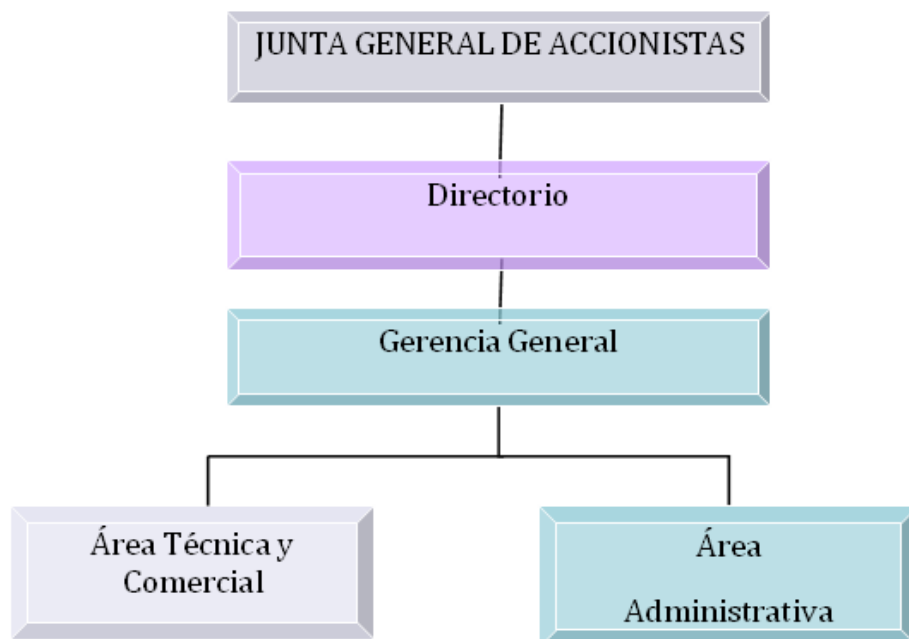 JUNTA GENERAL DE ACCIONISTAS
Directorio
Gerencia General
Área Técnica y
Comercial
Área
Administrativa